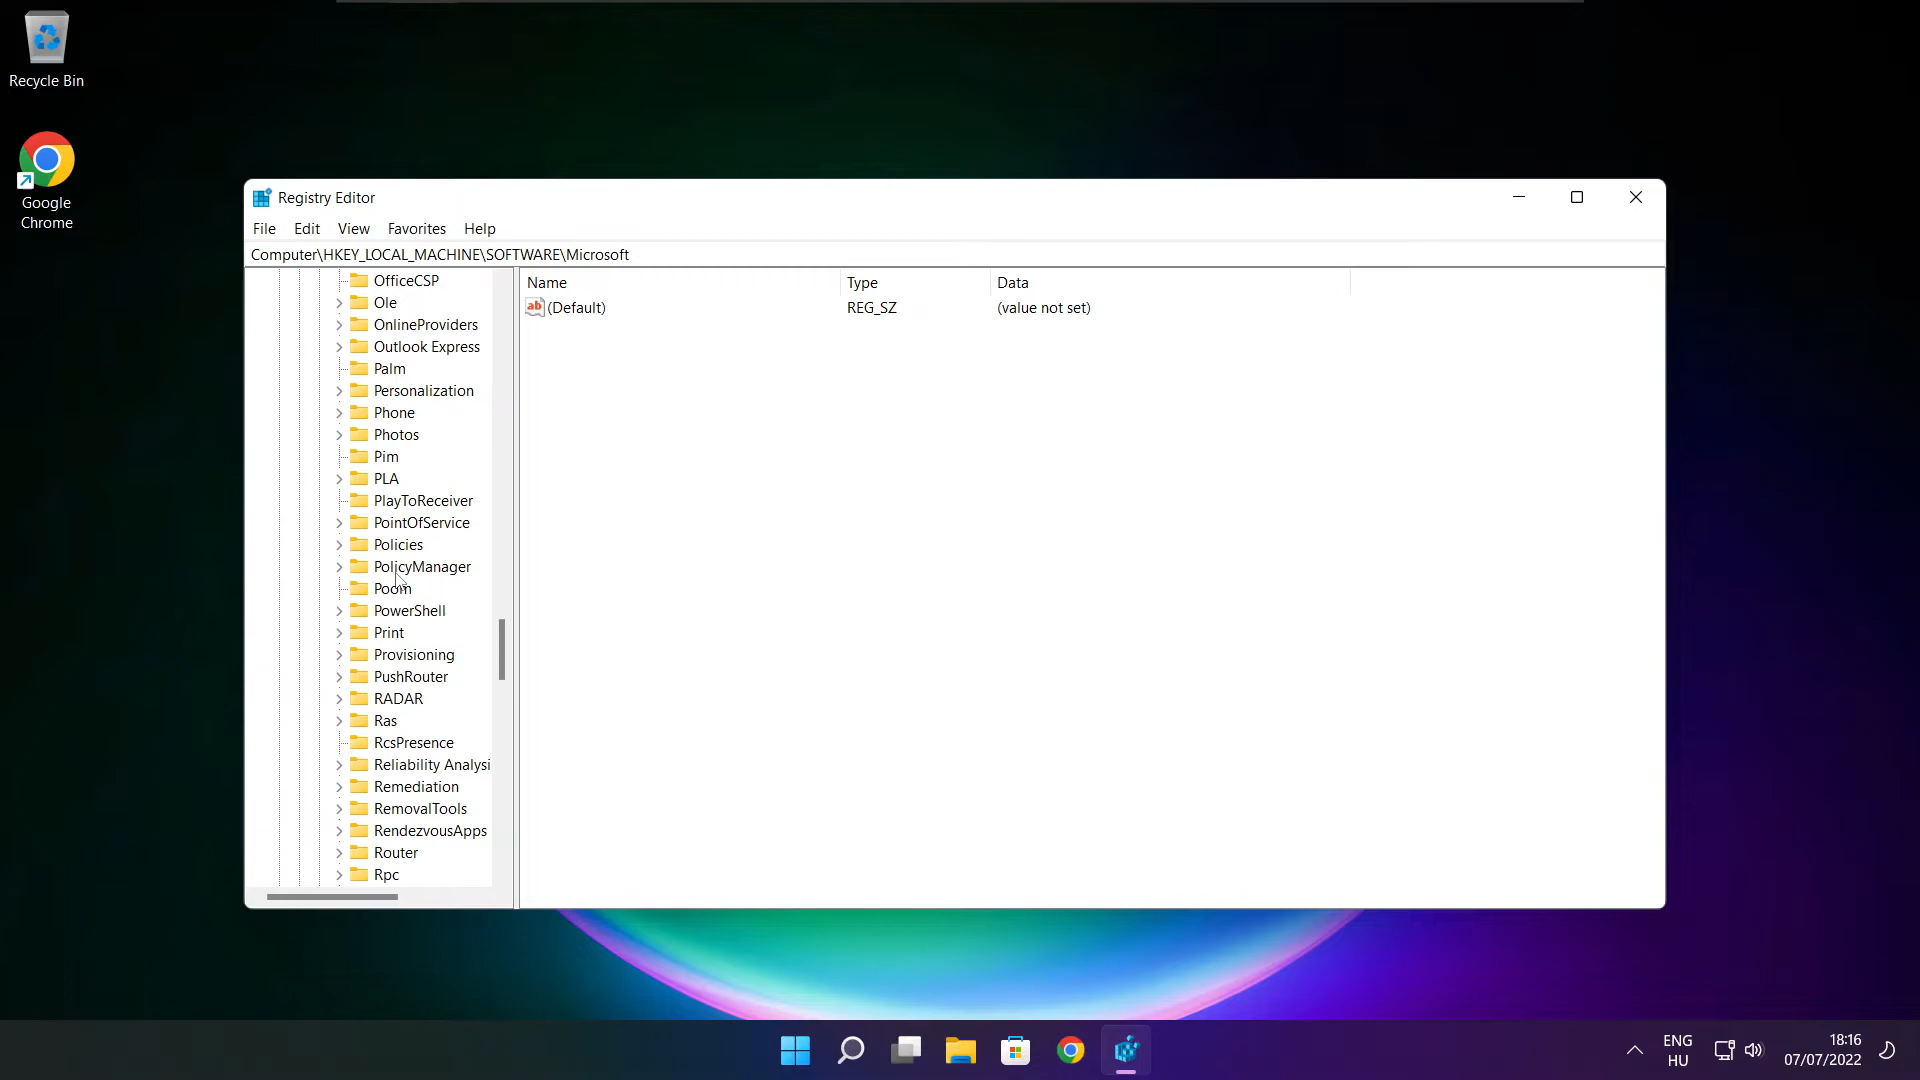 Recycle Bin
Google
Chrome
Registry Editor
File Edit View Favorites Help
Computer\HKEY_LOCAL_MACHINE\SOFTWARE\Microsoft
OfficeCSP
Ole
OnlineProviders
Outlook Express
Palm
Personalization
Phone
Photos
Pim
PLA
PlayToReceiver
PointOfService
Policies
PolicyManager
Poom
PowerShell
Print
Provisioning
PushRouter
RADAR
Ras
RcsPresence
Reliability Analysi
Remediation
RemovalTools
RendezvousApps
Router
Rpc
Name Type Data
ab (Default) REG_SZ (value not set)
ENG
HU
18:16
07/07/2022